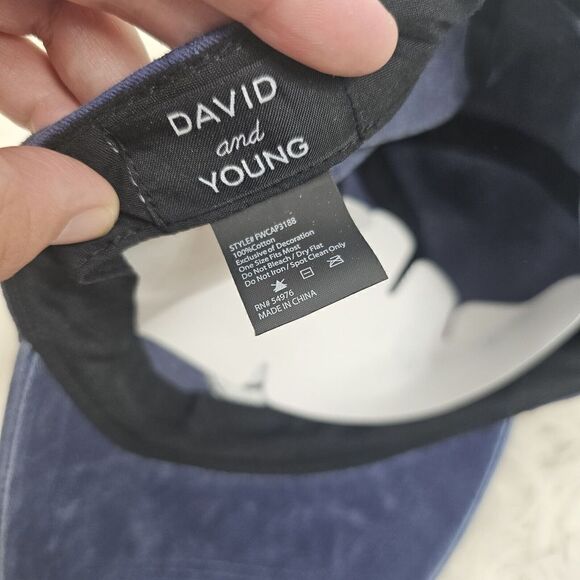 DAVID
and
YOUNG
STYLE# FWCAP3188
100%Cotton
Exclusive of Decoration
One Size Fits Most
Do Not Bleach / Dry Flat
Do Not Iron / Spot Clean Only
RN# 54976
MADE IN CHINA